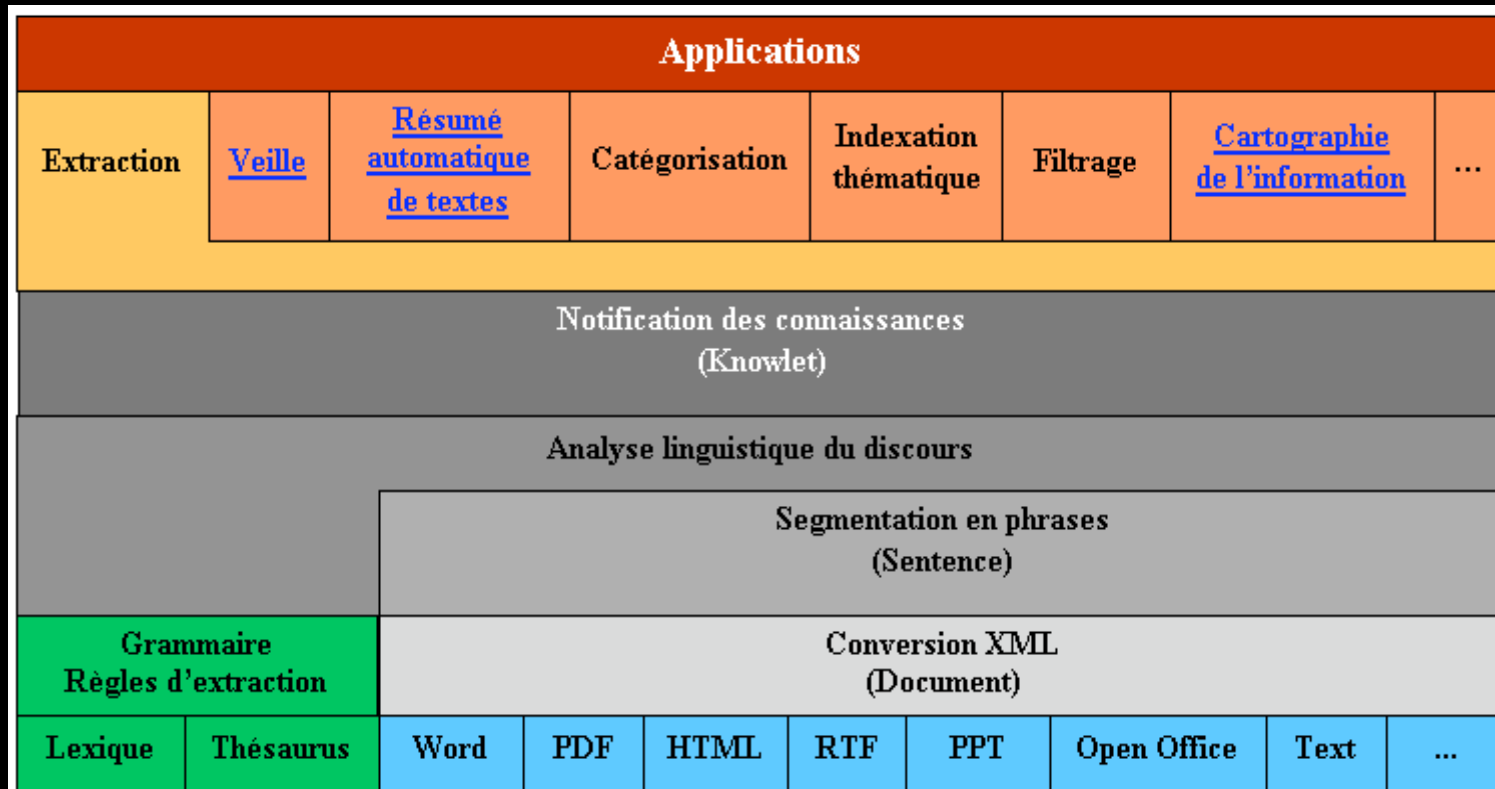 Applications
Extraction
Veille
Résumé
automatique
de textes
Catégorisation
Indexation
thématique
Filtrage
Cartographie
de l'information
...
Notification des connaissances
(Knowlet)
Analyse linguistique du discours
Segmentation en phrases
(Sentence)
Grammaire
Règles d'extraction
Conversion XML
(Document)
Lexique
Thésaurus
Word
PDF
HTML
RTF
PPT
Open Office
Text
...